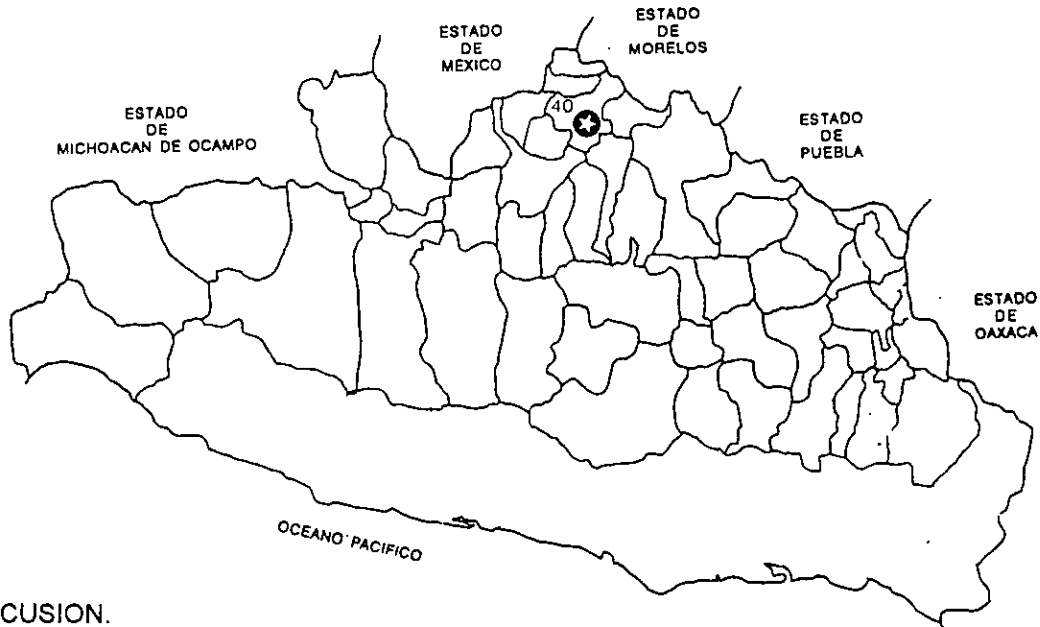 ESTADO
DE
MEXICO
ESTADO
DE
MORELOS
ESTADO
DE
MICHOACAN DE OCAMPO
40
ESTADO
DE
PUEBLA
ESTADO
DE
OAXACA
OCEANO PACIFICO
CUSION.